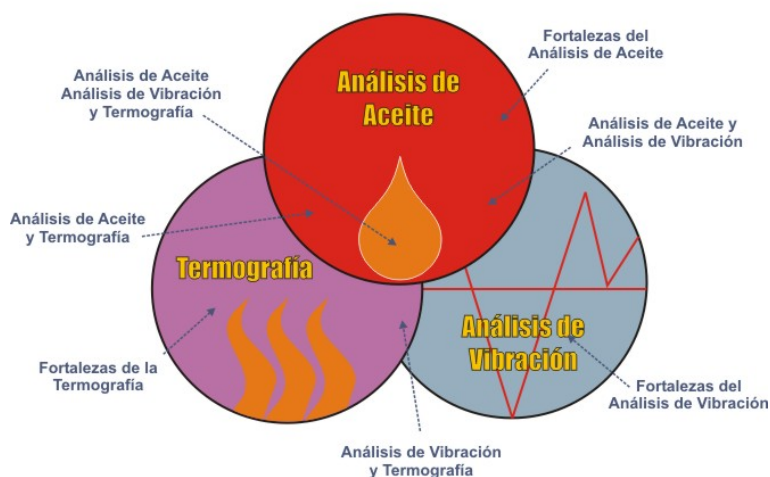 Fortalezas del
Análisis de Aceite
Análisis de Aceite
Análisis de Vibración
y Termografía
Análisis de
Aceite
Análisis de Aceite y
Análisis de Vibración
Análisis de Aceite
y Termografía
Termografía
Análisis de
Vibración
Fortalezas de la
Termografía
Fortalezas del
Análisis de Vibración
Análisis de Vibración
y Termografía